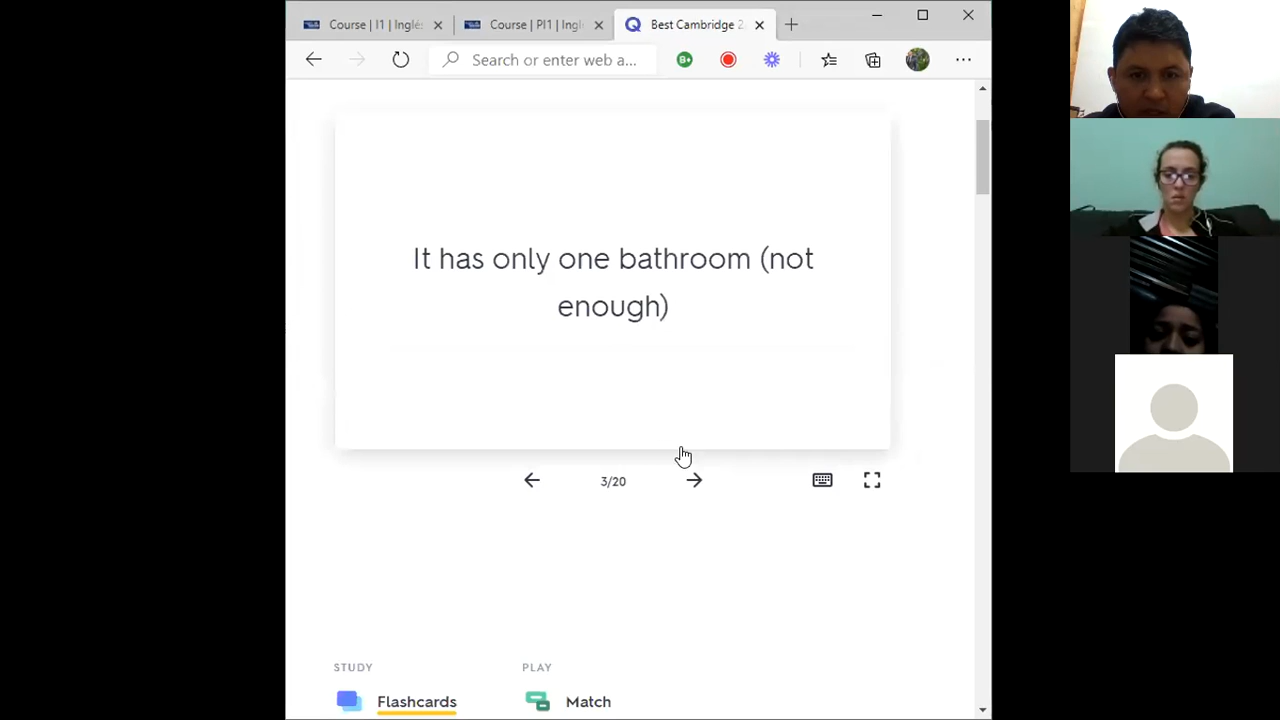 Course | I1 | Inglé
Course | PI1 | Ingl
Best Cambridge 2
Search or enter web a...
It has only one bathroom (not
enough)
3/20
STUDY
PLAY
Flashcards
Match